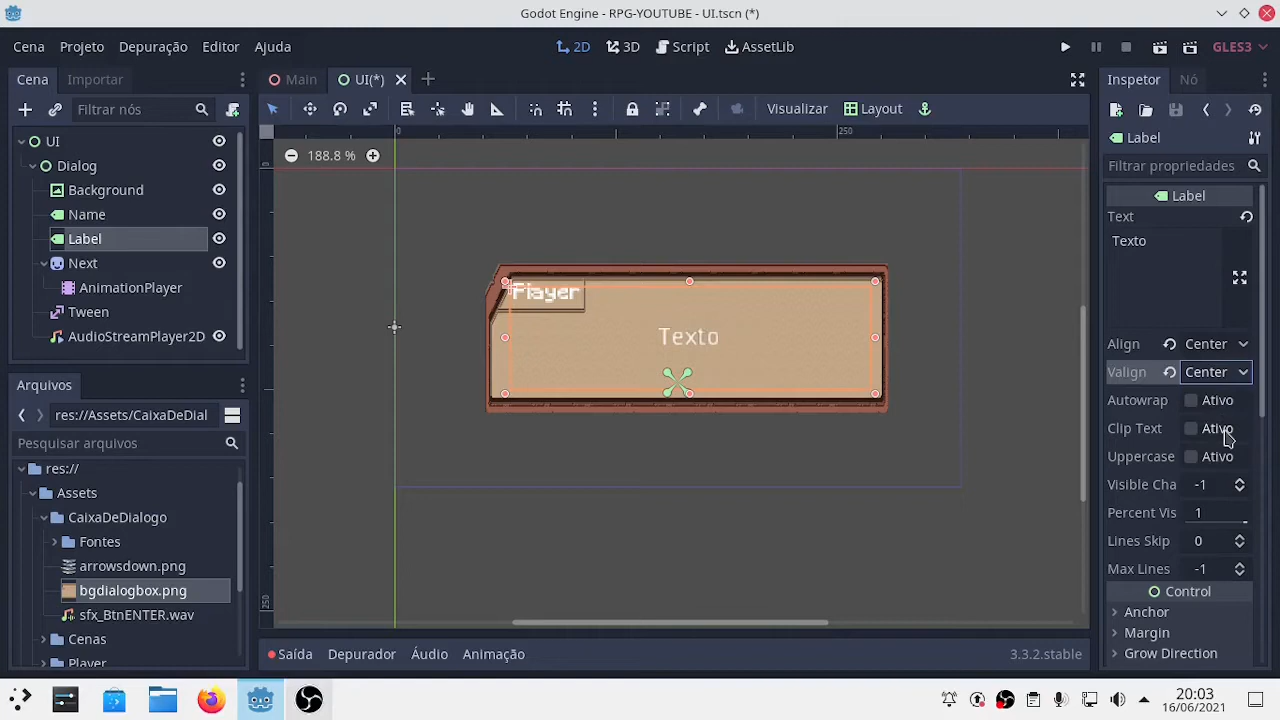 Godot Engine - RPG-YOUTUBE - UI.tscn (*)
Cena Projeto Depuração Editor Ajuda
2D 3D Script AssetLib
GLES3
Cena Importar
Main UI(*)
Inspetor Nó
Filtrar nós
Visualizar Layout
UI
Dialog
Background
Name
Label
Next
AnimationPlayer
Tween
AudioStreamPlayer2D
0 250
188.8 %
Player
Texto
250
Label
Filtrar propriedades
Label
Text
Texto
Align Center
Valign Center
Autowrap Ativo
Clip Text Ativo
Uppercase Ativo
Visible Cha -1
Percent Vis 1
Lines Skip 0
Max Lines -1
Control
Anchor
Margin
Grow Direction
Arquivos
res://Assets/CaixaDeDial
Pesquisar arquivos
res://
Assets
CaixaDeDialogo
Fontes
arrowsdown.png
bgdialogbox.png
sfx_BtnENTER.wav
Cenas
Player
Saída Depurador Áudio Animação
3.3.2.stable
20:03
16/06/2021